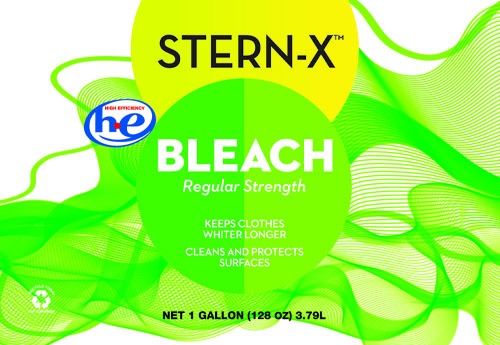 STERN-X™
HIGH EFFICIENCY
he
BLEACH
Regular Strength
KEEPS CLOTHES
WHITER LONGER
CLEANS AND PROTECTS
SURFACES
NET 1 GALLON (128 OZ) 3.79L